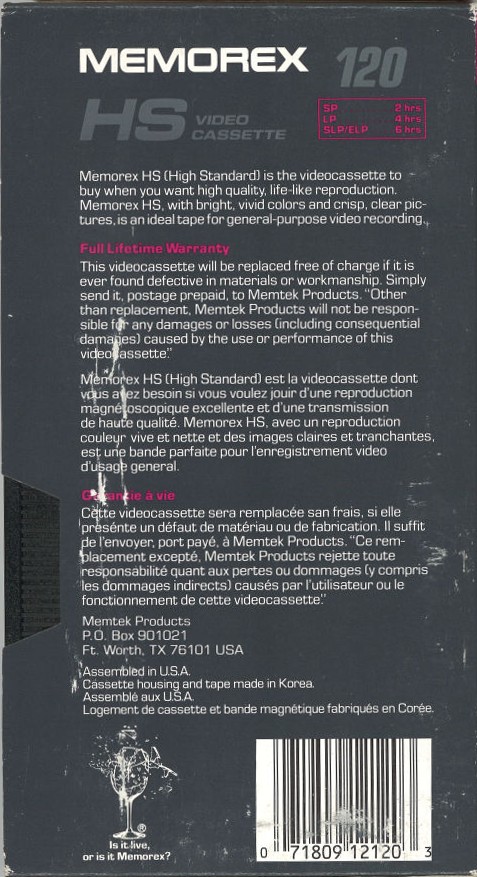 MEMOREX 120
HS VIDEO
CASSETTE
SP 2 hrs
LP 4 hrs
SLP/ELP 6 hrs
Memorex HS (High Standard) is the videocassette to
buy when you want high quality, life-like reproduction.
Memorex HS, with bright, vivid colors and crisp, clear pic-
tures, is an ideal tape for general-purpose video recording.
Full Lifetime Warranty
This videocassette will be replaced free of charge if it is
ever found defective in materials or workmanship. Simply
send it, postage prepaid, to Memtek Products. "Other
than replacement, Memtek Products will not be respon-
sible for any damages or losses (including consequential
damages) caused by the use or performance of this
videocassette."
Memorex HS (High Standard) est la videocassette dont
vous avez besoin si vous voulez jouir d'une reproduction
magnétoscopique excellente et d'une transmission
de haute qualité. Memorex HS, avec un reproduction
couleur vive et nette et des images claires et tranchantes,
est une bande parfaite pour l'enregistrement video
d'usage general.
Garantie a vie
Cette videocassette sera remplacée san frais, si elle
présente un défaut de matériau ou de fabrication. Il suffit
de l'envoyer, port payé, à Memtek Products. "Ce rem-
placement excepté, Memtek Products rejette toute
responsabilité quant aux pertes ou dommages (y compris
les dommages indirects) causés par l'utilisateur ou le
fonctionnement de cette videocassette."
Memtek Products
P.O. Box 901021
Ft. Worth, TX 76101 USA
Assembled in U.S.A.
Cassette housing and tape made in Korea.
Assemblé aux U.S.A.
Logement de cassette et bande magnétique fabriqués en Corée.
®
Is it live,
or is it Memorex?
0 71809 12120 3